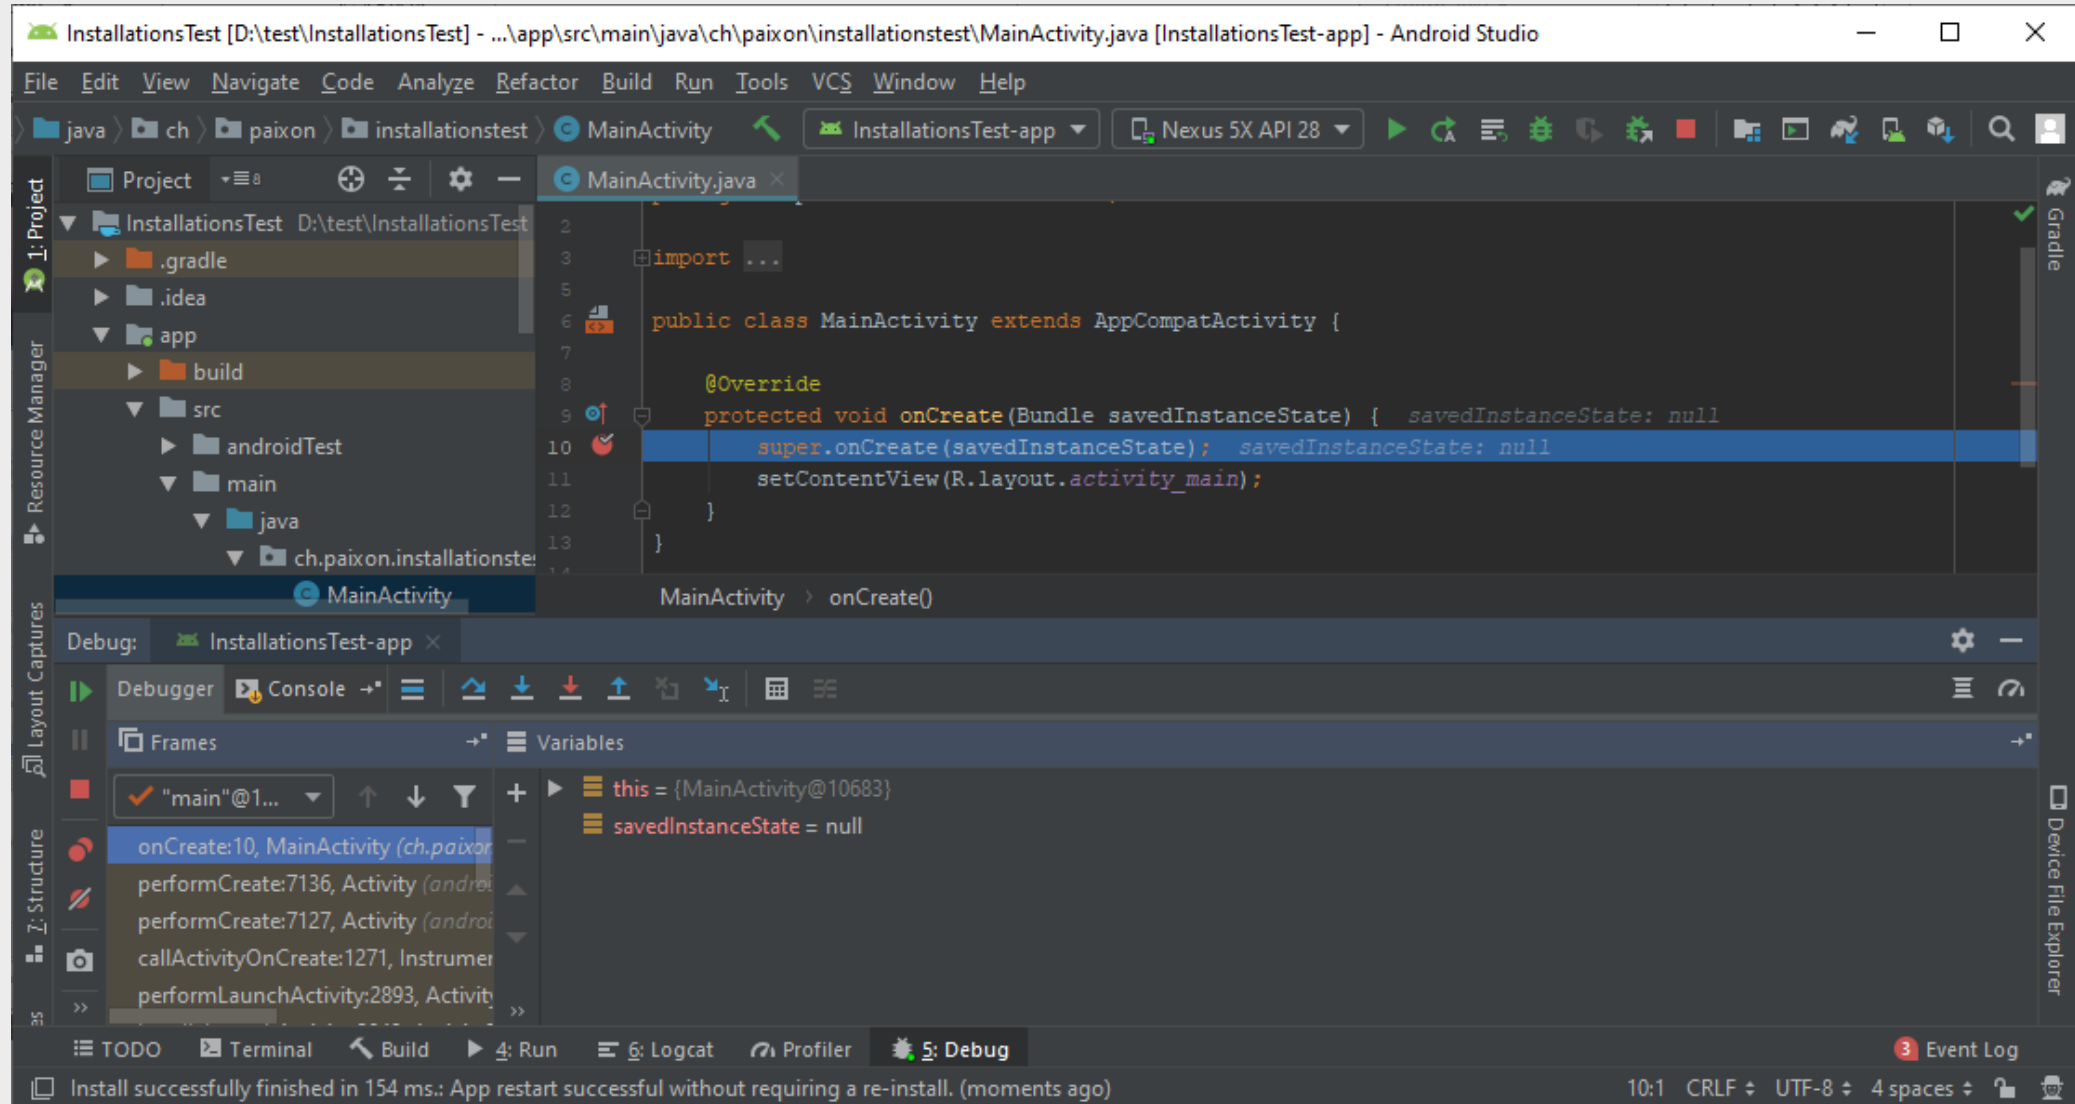 InstallationsTest [D:\test\InstallationsTest] - ...\app\src\main\java\ch\paixon\installationstest\MainActivity.java [InstallationsTest-app] - Android Studio
File Edit View Navigate Code Analyze Refactor Build Run Tools VCS Window Help
java ch paixon installationstest MainActivity InstallationsTest-app Nexus 5X API 28
1: Project
Resource Manager
Layout Captures
7: Structure
Project
InstallationsTest D:\test\InstallationsTest
.gradle
.idea
app
build
src
androidTest
main
java
ch.paixon.installationstes
MainActivity
MainActivity.java
2
3 import ...
5
6 public class MainActivity extends AppCompatActivity {
7
8 @Override
9 protected void onCreate(Bundle savedInstanceState) { savedInstanceState: null
10 super.onCreate(savedInstanceState); savedInstanceState: null
11 setContentView(R.layout.activity_main);
12 }
13 }
MainActivity onCreate()
Gradle
Device File Explorer
Debug: InstallationsTest-app
Debugger Console
Frames
"main"@1...
onCreate:10, MainActivity (ch.paixon
performCreate:7136, Activity (androi
performCreate:7127, Activity (androi
callActivityOnCreate:1271, Instrumen
performLaunchActivity:2893, Activity
Variables
this = {MainActivity@10683}
savedInstanceState = null
TODO Terminal Build 4: Run 6: Logcat Profiler 5: Debug 3 Event Log
Install successfully finished in 154 ms.: App restart successful without requiring a re-install. (moments ago) 10:1 CRLF UTF-8 4 spaces